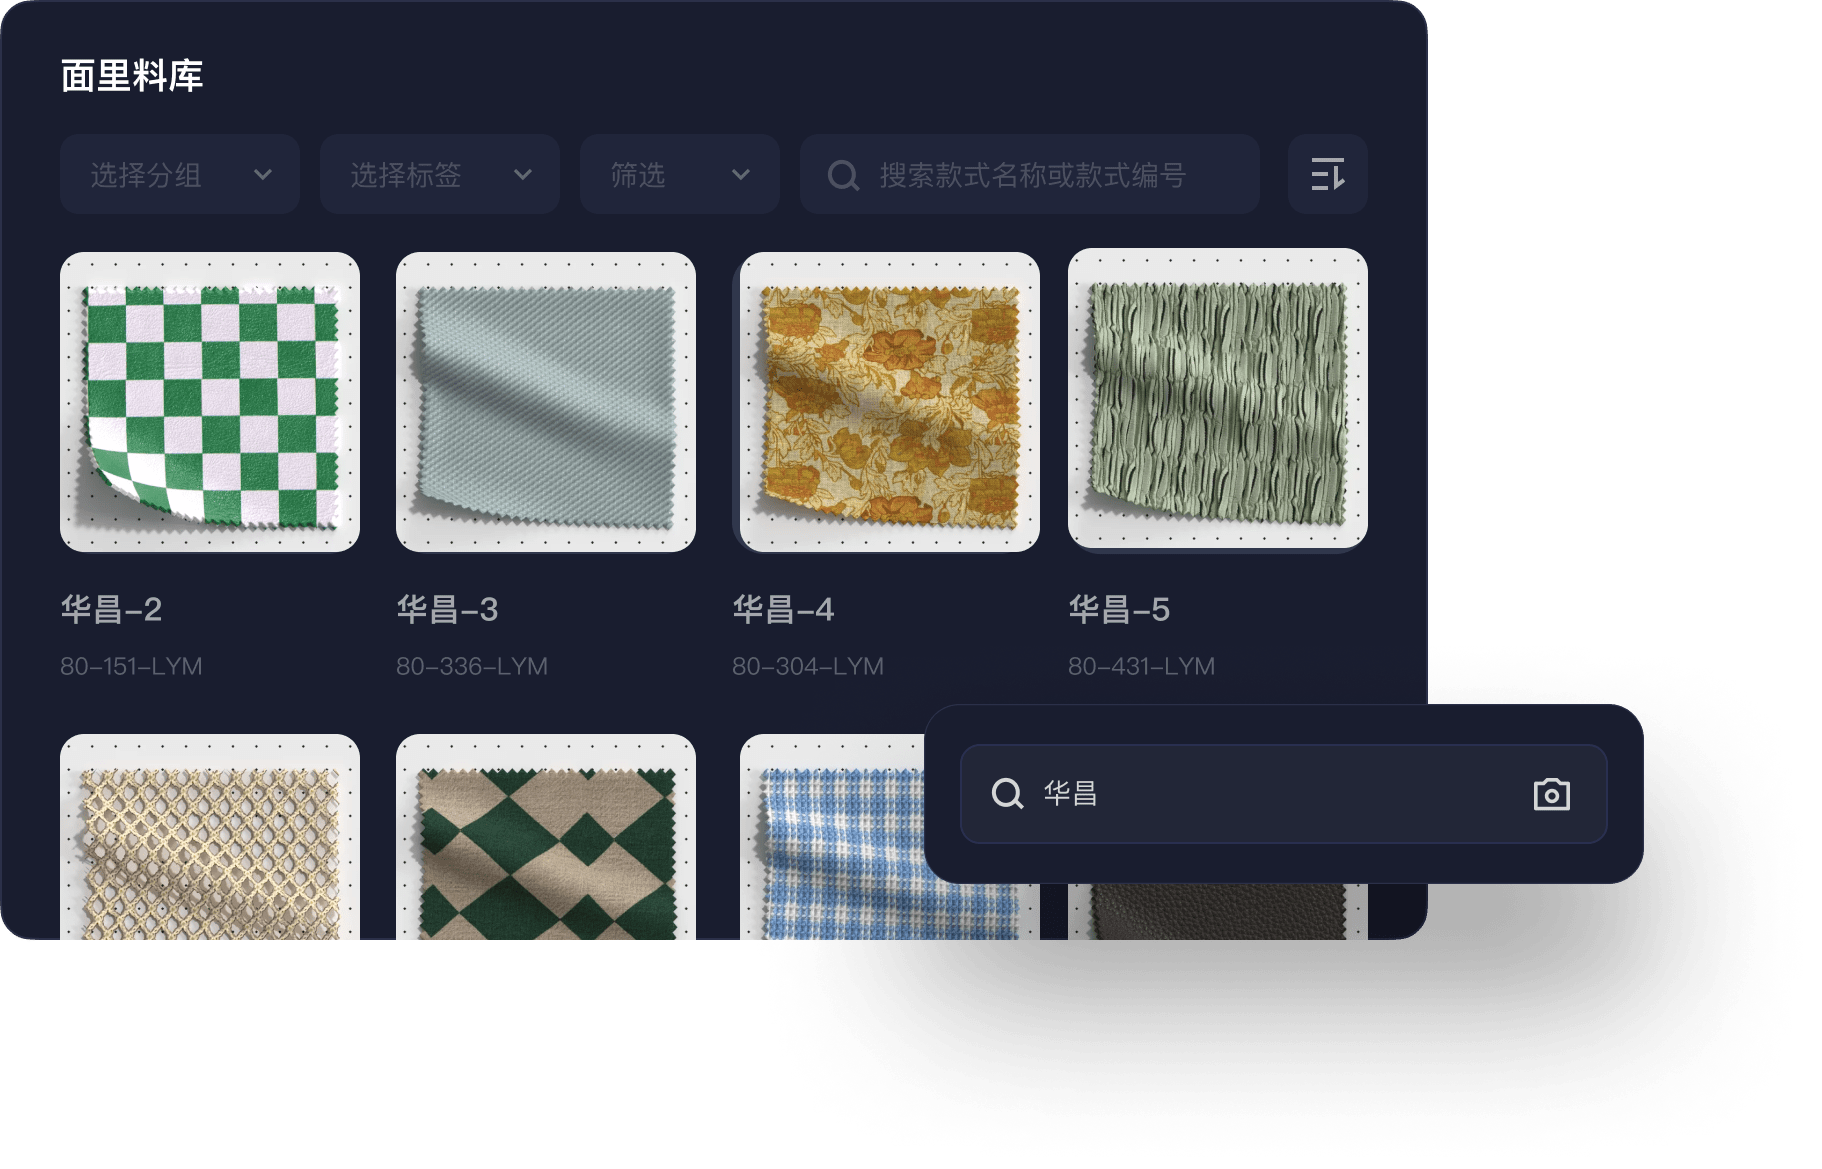 面里料库
选择分组 选择标签 筛选 搜索款式名称或款式编号
华昌-2 华昌-3 华昌-4 华昌-5
80-151-LYM 80-336-LYM 80-304-LYM 80-431-LYM
华昌